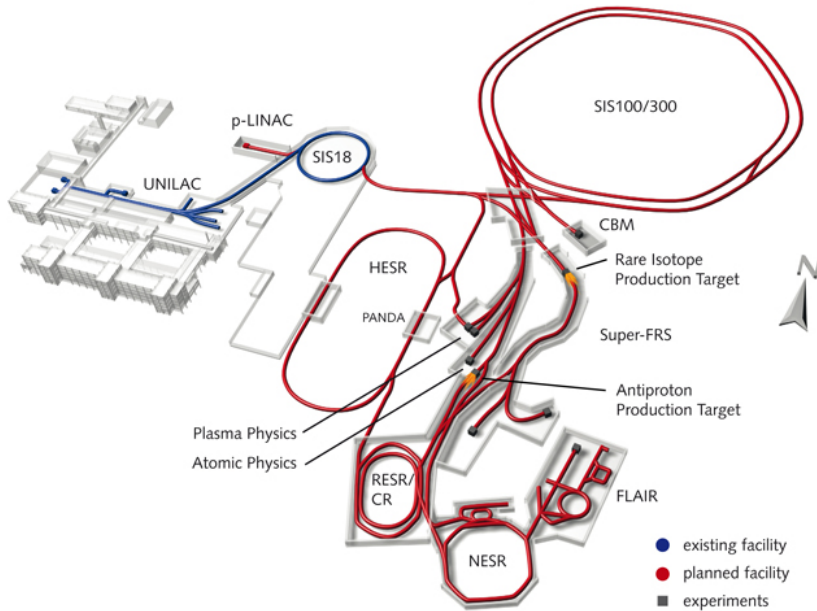 SIS100/300
p-LINAC
SIS18
UNILAC
CBM
Rare Isotope
Production Target
N
HESR
PANDA
Super-FRS
Antiproton
Production Target
Plasma Physics
Atomic Physics
RESR/
CR
FLAIR
NESR
existing facility
planned facility
experiments